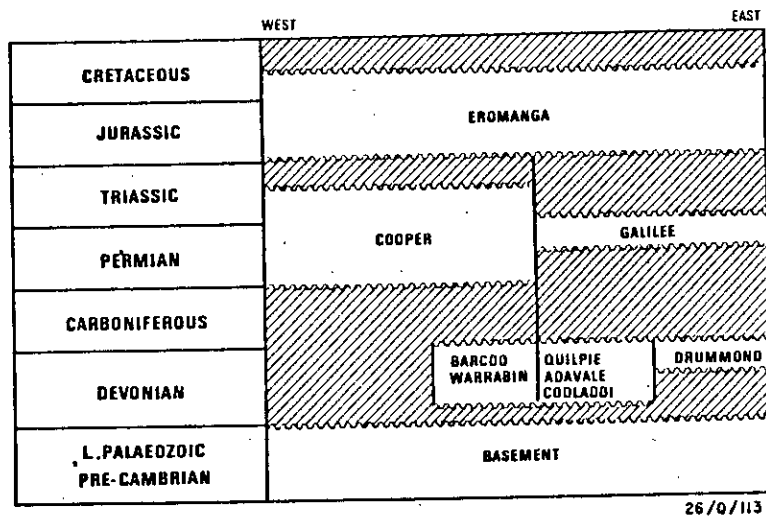 WEST
EAST
CRETACEOUS
EROMANGA
JURASSIC
TRIASSIC
GALILEE
COOPER
PERMIAN
CARBONIFEROUS
BARCOO
WARRABIN
QUILPIE
ADAVALE
COOLADDI
DRUMMOND
DEVONIAN
L.PALAEOZOIC
PRE-CAMBRIAN
BASEMENT
26/Q/113